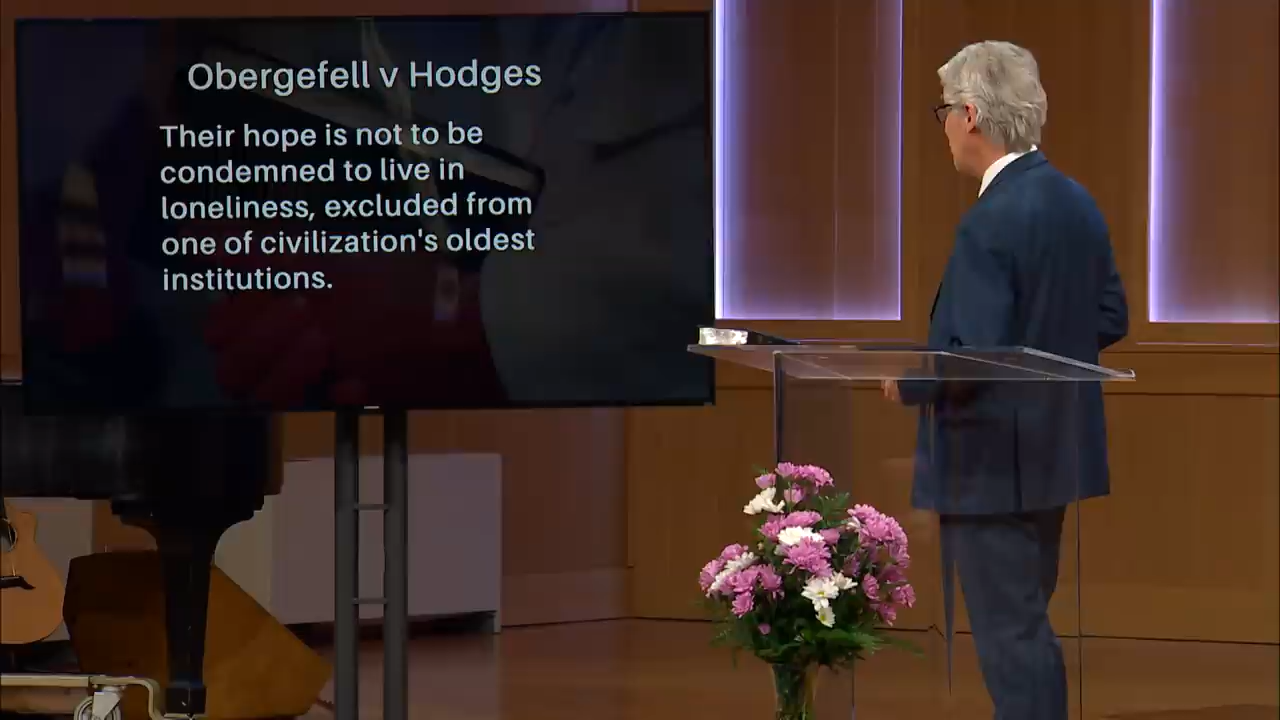 Obergefell v Hodges
Their hope is not to be
condemned to live in
loneliness, excluded from
one of civilization's oldest
institutions.